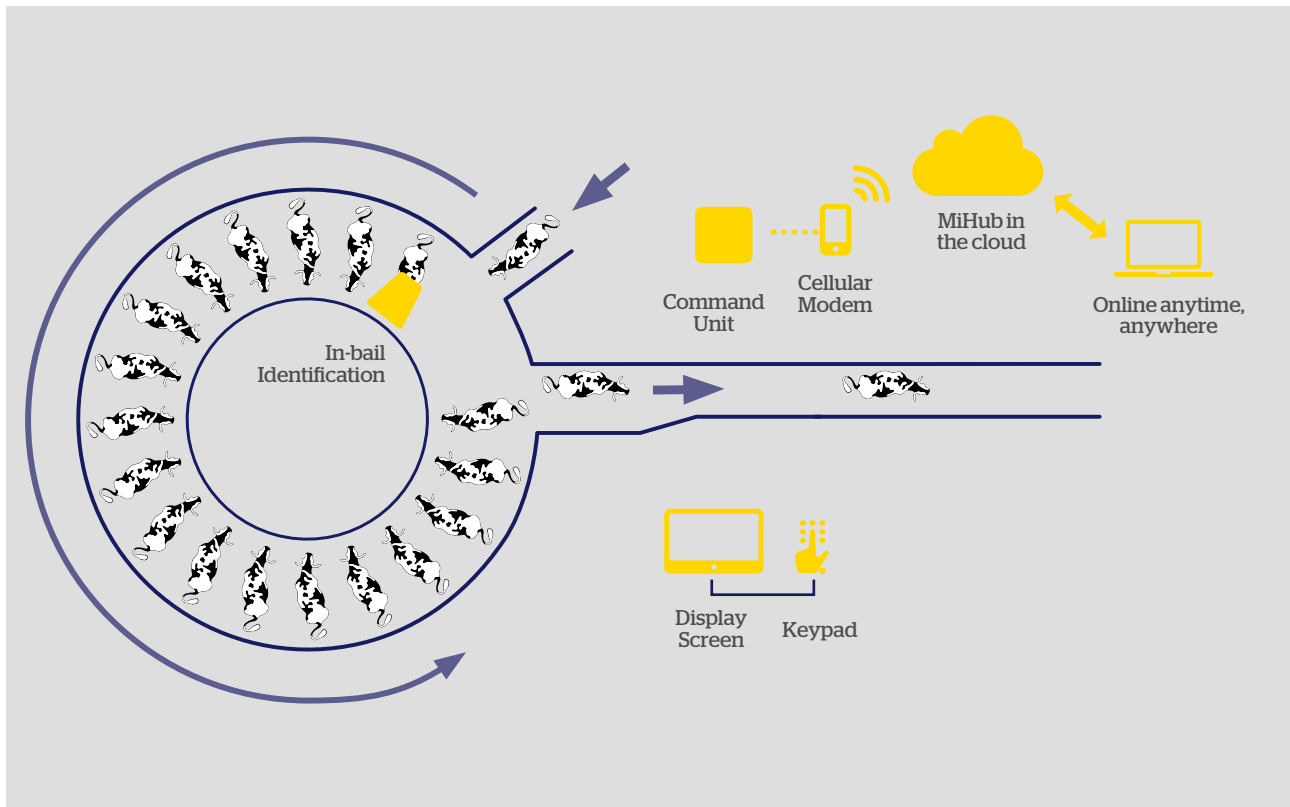 MiHub in
the cloud
Cellular
Modem
Command
Unit
Online anytime,
anywhere
In-bail
Identification
Display
Screen
Keypad